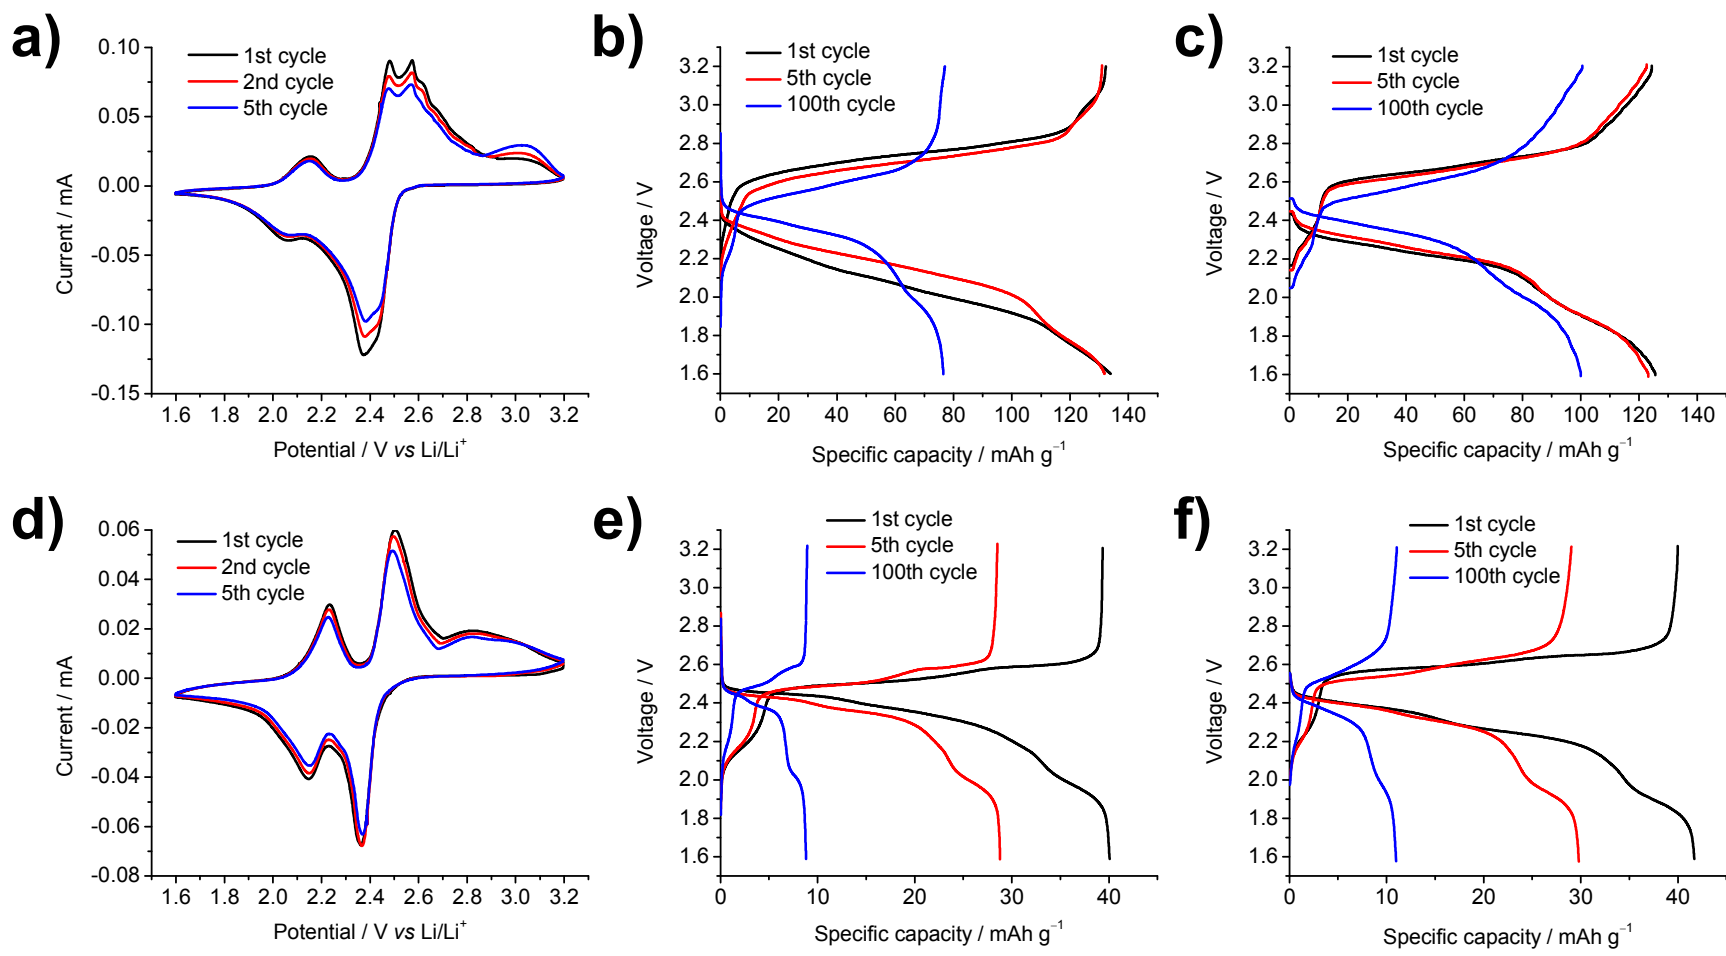 a)
0.10
0.05
0.00
-0.05
-0.10
-0.15
1.6 2.0 2.2 2.4 2.8 3.0 3.2
Current / mA
Potential / V vs Li/Li⁺
1st cycle
2nd cycle
5th cycle
b)
3.2
3.0
2.8
2.6
2.4
2.2
2.0
1.8
1.6
0 20 40 60 80 100 120 140
Voltage / V
Specific capacity / mAh g⁻¹
1st cycle
5th cycle
100th cycle
c)
3.2
3.0
2.8
2.6
2.4
2.2
2.0
1.8
1.6
0 20 40 60 80 100 120 140
Voltage / V
Specific capacity / mAh g⁻¹
1st cycle
5th cycle
100th cycle
d)
0.06
0.04
0.02
0.00
-0.02
-0.04
-0.06
-0.08
1.6 1.8 2.0 2.2 2.4 2.6 2.8 3.0 3.2
Current / mA
Potential / V vs Li/Li⁺
1st cycle
2nd cycle
5th cycle
e)
3.2
3.0
2.8
2.6
2.4
2.2
2.0
1.8
1.6
0 10 20 30 40
Voltage / V
Specific capacity / mAh g⁻¹
1st cycle
5th cycle
100th cycle
f)
3.2
3.0
2.8
2.6
2.4
2.2
2.0
1.8
1.6
0 10 20 30 40
Voltage / V
Specific capacity / mAh g⁻¹
1st cycle
5th cycle
100th cycle